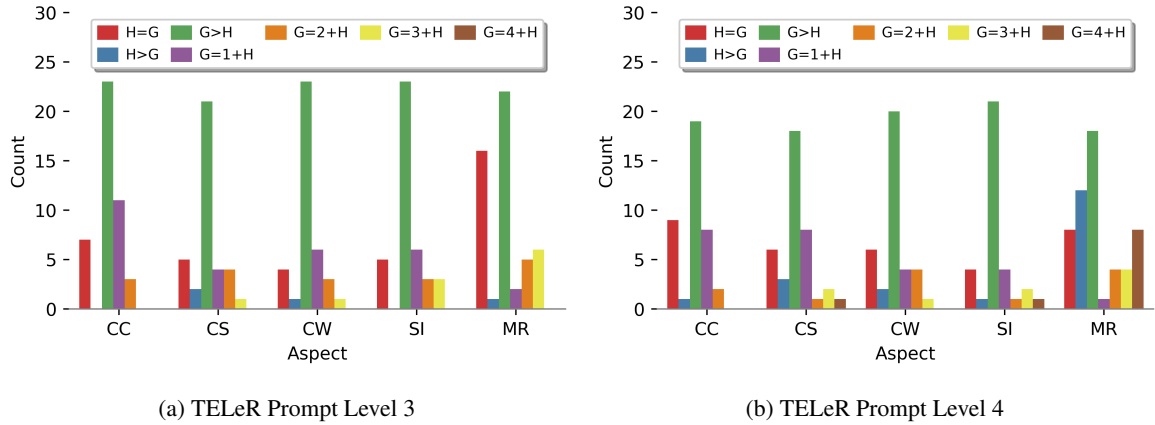 30
25
20
15
10
5
0
Count
H=G G>H G=2+H G=3+H G=4+H
H>G G=1+H
CC CS CW SI MR
Aspect
(a) TELeR Prompt Level 3
30
25
20
15
10
5
0
Count
H=G G>H G=2+H G=3+H G=4+H
H>G G=1+H
CC CS CW SI MR
Aspect
(b) TELeR Prompt Level 4